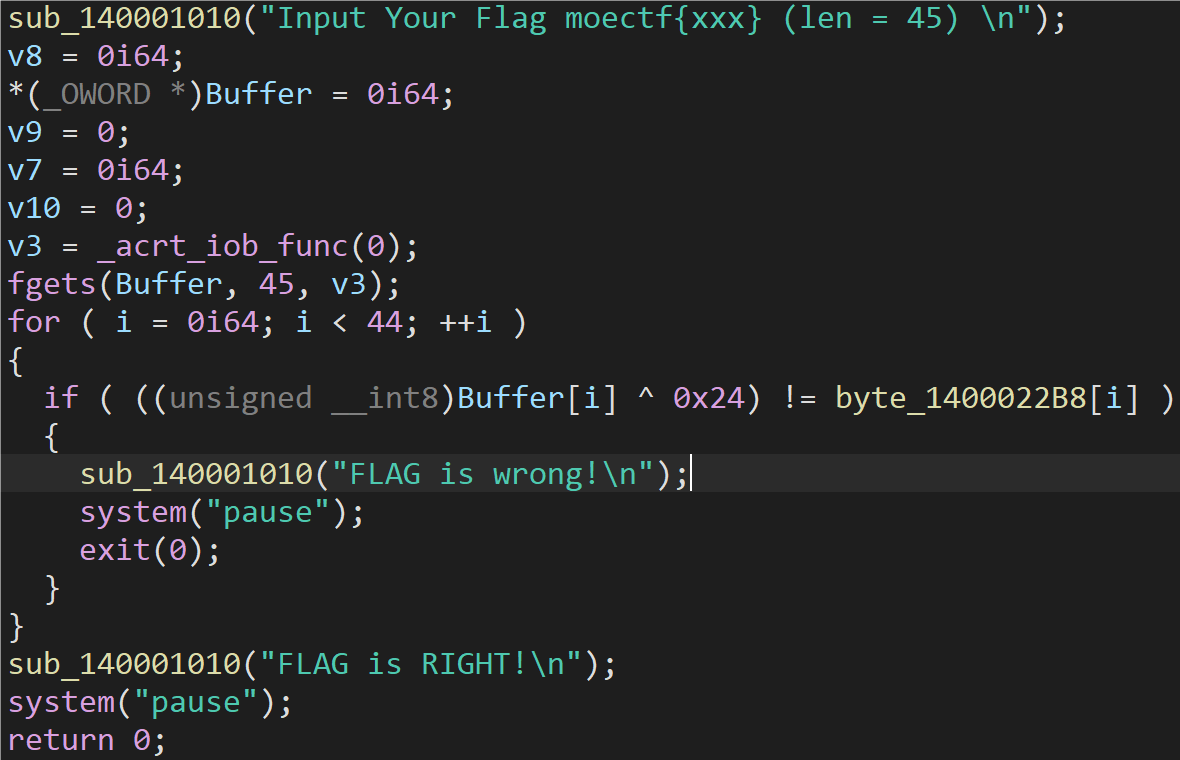 sub_140001010("Input Your Flag moectf{xxx} (len = 45) \n");
v8 = 0i64;
*(_OWORD *)Buffer = 0i64;
v9 = 0;
v7 = 0i64;
v10 = 0;
v3 = _acrt_iob_func(0);
fgets(Buffer, 45, v3);
for ( i = 0i64; i < 44; ++i )
{
  if ( ((unsigned __int8)Buffer[i] ^ 0x24) != byte_1400022B8[i] )
  {
    sub_140001010("FLAG is wrong!\n");
    system("pause");
    exit(0);
  }
}
sub_140001010("FLAG is RIGHT!\n");
system("pause");
return 0;